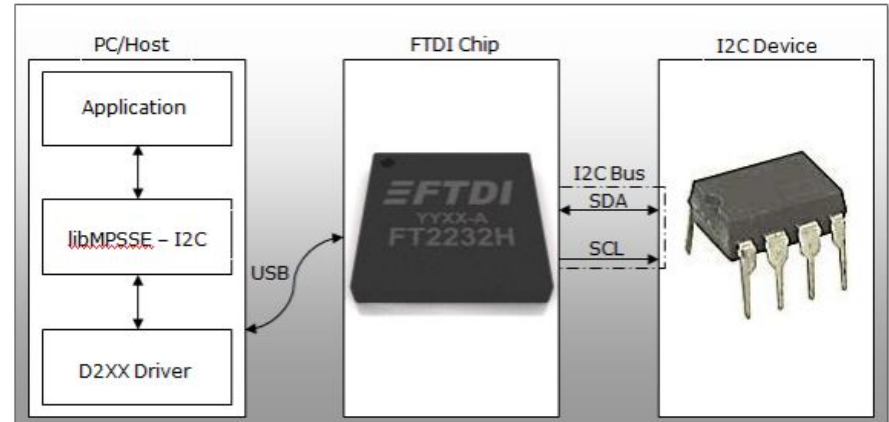 PC/Host
FTDI Chip
I2C Device
Application
libMPSSE – I2C
D2XX Driver
USB
FTDI
YYXX-A
FT2232H
I2C Bus
SDA
SCL